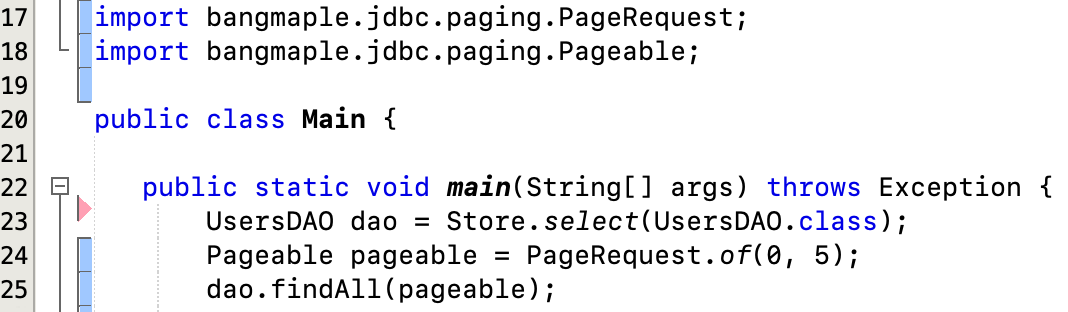 17 import bangmaple.jdbc.paging.PageRequest;
18 import bangmaple.jdbc.paging.Pageable;
19
20 public class Main {
21
22 public static void main(String[] args) throws Exception {
23 UsersDAO dao = Store.select(UsersDAO.class);
24 Pageable pageable = PageRequest.of(0, 5);
25 dao.findAll(pageable);